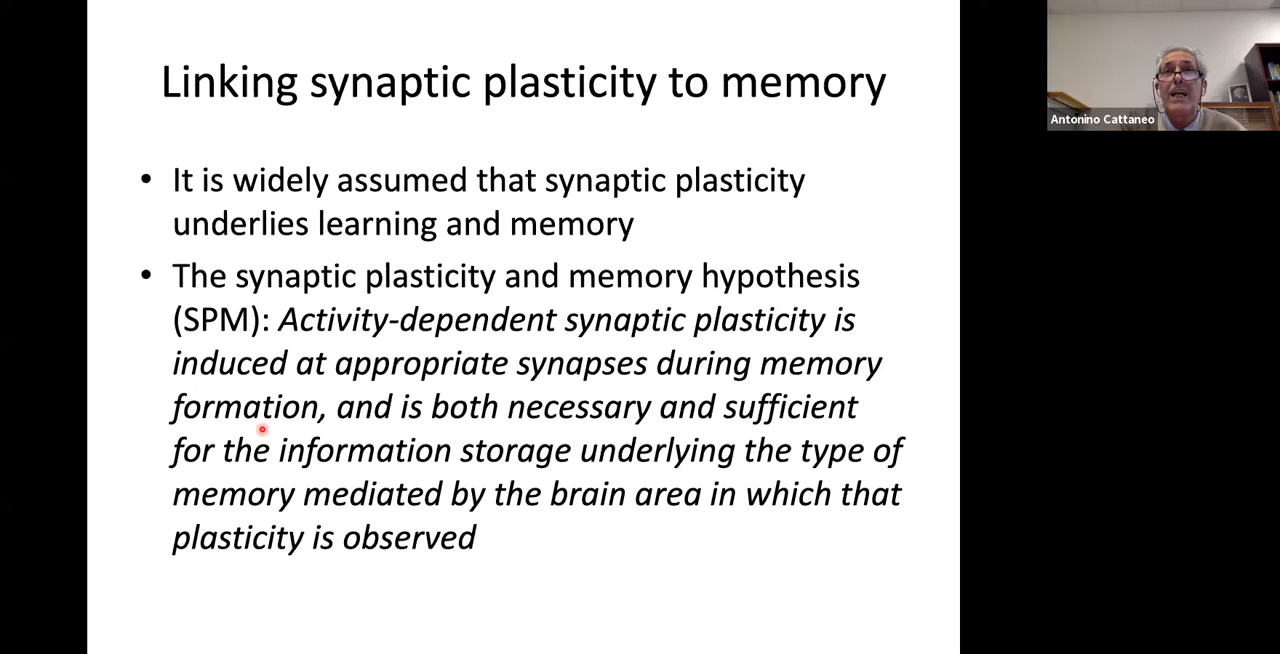 Linking synaptic plasticity to memory
Antonino Cattaneo
• It is widely assumed that synaptic plasticity
underlies learning and memory
• The synaptic plasticity and memory hypothesis
(SPM): Activity-dependent synaptic plasticity is
induced at appropriate synapses during memory
formation, and is both necessary and sufficient
for the information storage underlying the type of
memory mediated by the brain area in which that
plasticity is observed